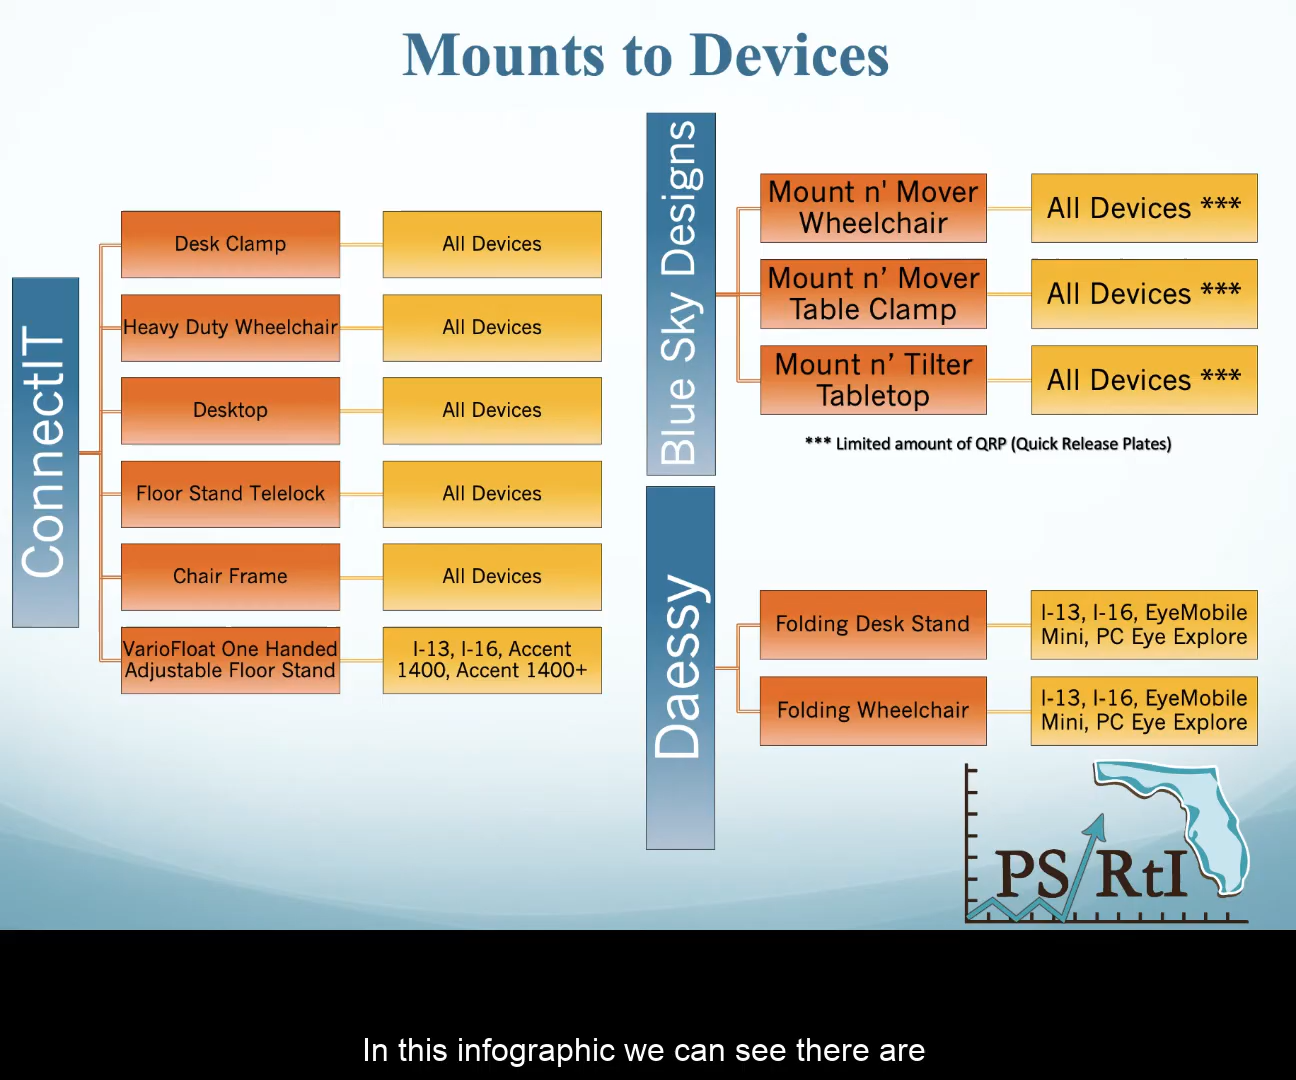 Mounts to Devices
ConnectIT
Desk Clamp
All Devices
Heavy Duty Wheelchair
All Devices
Desktop
All Devices
Floor Stand Telelock
All Devices
Chair Frame
All Devices
VarioFloat One Handed
Adjustable Floor Stand
I-13, I-16, Accent
1400, Accent 1400+
Blue Sky Designs
Mount n' Mover
Wheelchair
All Devices ***
Mount n’ Mover
Table Clamp
All Devices ***
Mount n’ Tilter
Tabletop
All Devices ***
*** Limited amount of QRP (Quick Release Plates)
Daessy
Folding Desk Stand
I-13, I-16, EyeMobile
Mini, PC Eye Explore
Folding Wheelchair
I-13, I-16, EyeMobile
Mini, PC Eye Explore
PS/RtI
In this infographic we can see there are